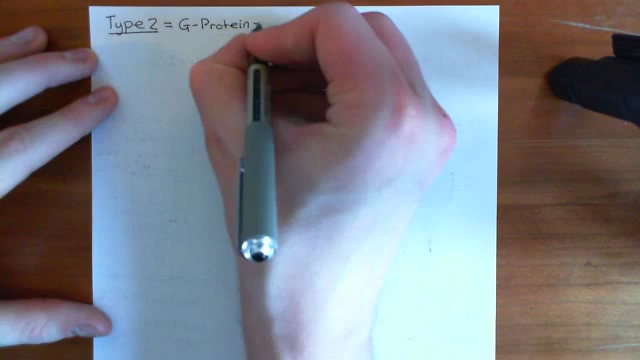 Type 2 = G-Protein